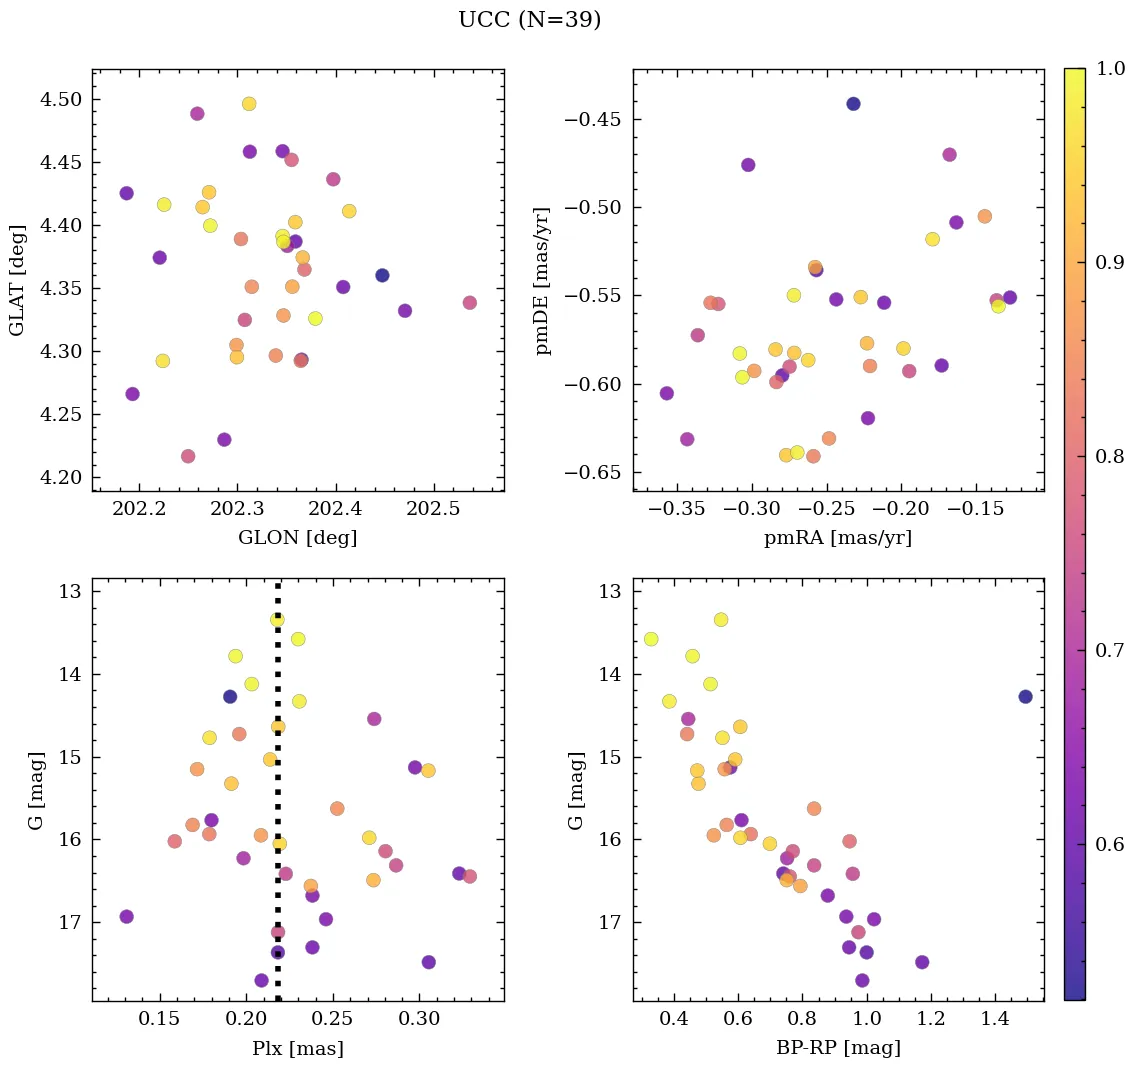 UCC (N=39)
4.50
4.45
4.40
4.35
4.30
4.25
4.20
GLAT [deg]
202.2 202.3 202.4 202.5
GLON [deg]
−0.45
−0.50
−0.55
−0.60
−0.65
pmDE [mas/yr]
−0.35 −0.30 −0.25 −0.20 −0.15
pmRA [mas/yr]
13
14
15
16
17
G [mag]
0.15 0.20 0.25 0.30
Plx [mas]
13
14
15
16
17
G [mag]
0.4 0.6 0.8 1.0 1.2 1.4
BP-RP [mag]
1.0
0.9
0.8
0.7
0.6